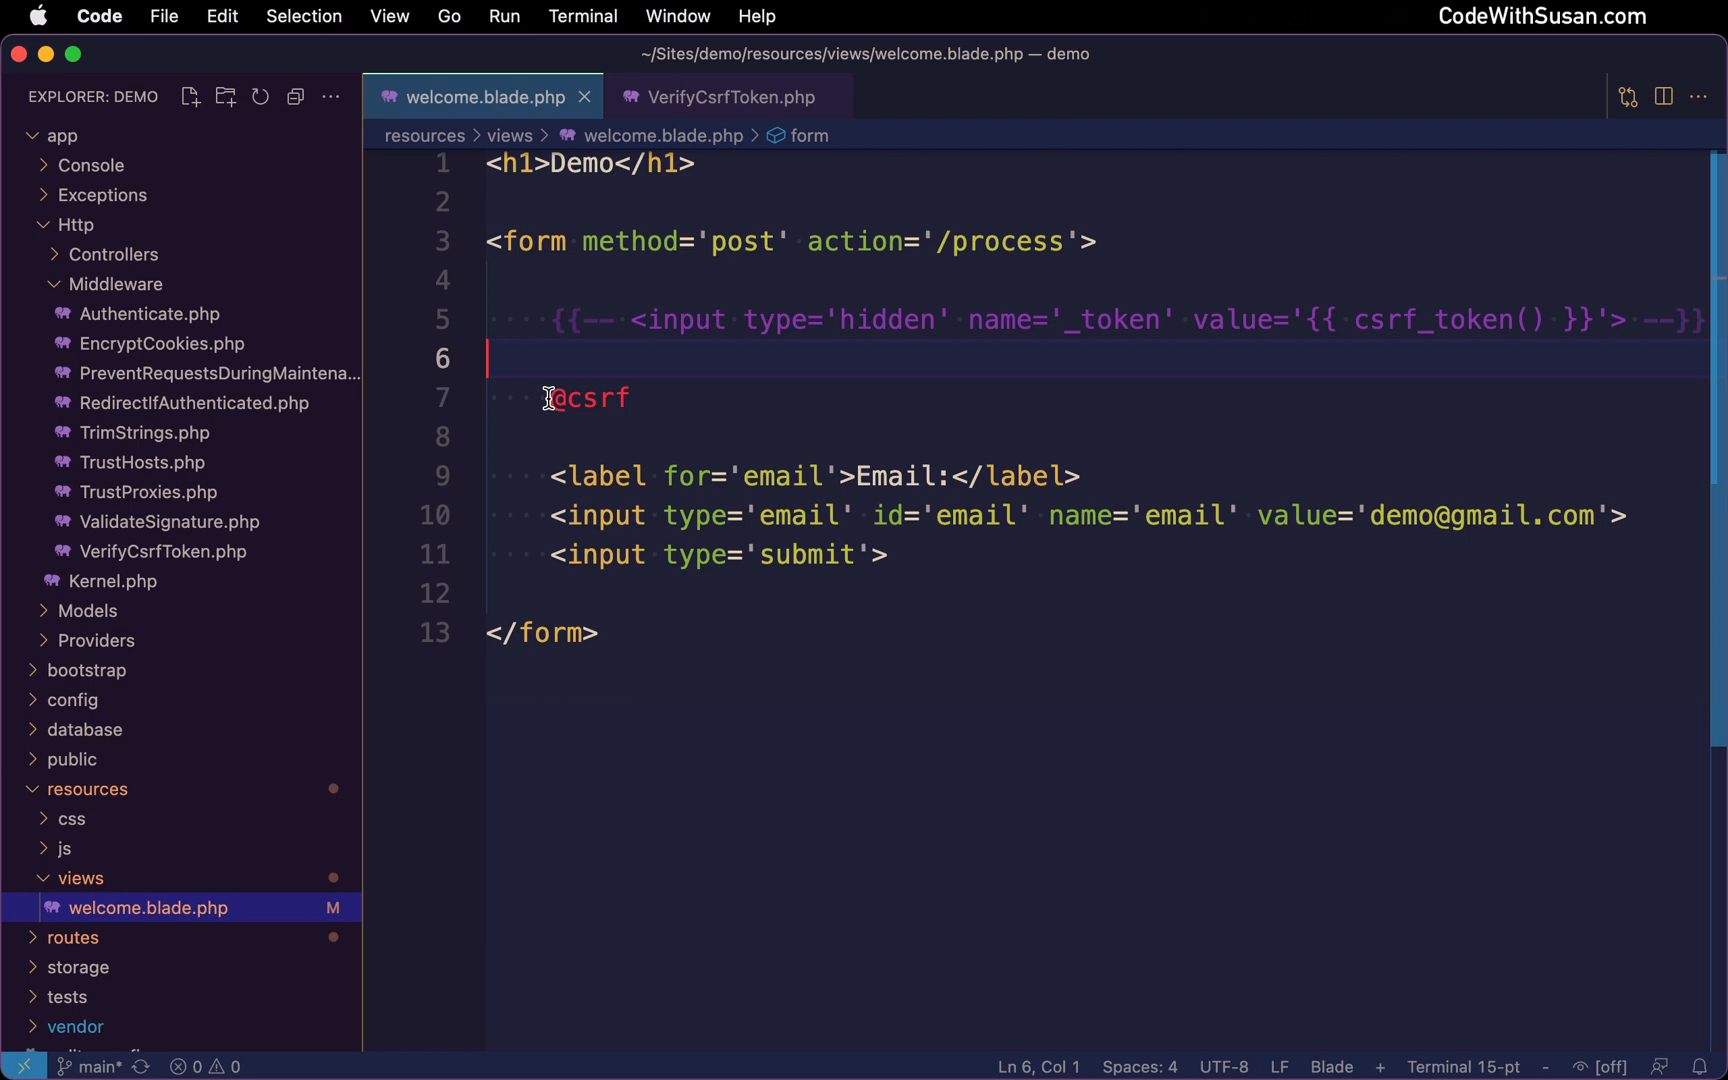 Code File Edit Selection View Go Run Terminal Window Help CodeWithSusan.com
~/Sites/demo/resources/views/welcome.blade.php — demo
EXPLORER: DEMO
app
Console
Exceptions
Http
Controllers
Middleware
Authenticate.php
EncryptCookies.php
PreventRequestsDuringMaintena...
RedirectIfAuthenticated.php
TrimStrings.php
TrustHosts.php
TrustProxies.php
ValidateSignature.php
VerifyCsrfToken.php
Kernel.php
Models
Providers
bootstrap
config
database
public
resources
css
js
views
welcome.blade.php M
routes
storage
tests
vendor
welcome.blade.php VerifyCsrfToken.php
resources > views > welcome.blade.php > form
1 <h1>Demo</h1>
2
3 <form method='post' action='/process'>
4
5 {{-- <input type='hidden' name='_token' value='{{ csrf_token() }}'> --}}
6
7 @csrf
8
9 <label for='email'>Email:</label>
10 <input type='email' id='email' name='email' value='demo@gmail.com'>
11 <input type='submit'>
12
13 </form>
main* 0 0 Ln 6, Col 1 Spaces: 4 UTF-8 LF Blade + Terminal 15-pt - [off]